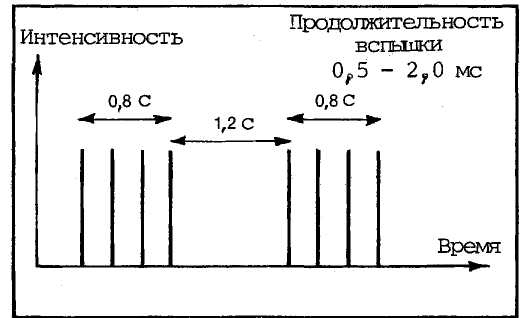 Интенсивность
Продолжительность
вспышки
0,5 - 2,0 мс
0,8 С
0,8 С
1,2 С
Время